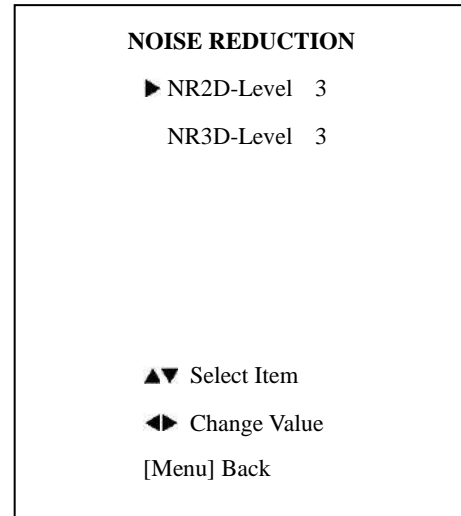 NOISE REDUCTION
▶ NR2D-Level 3
NR3D-Level 3
▲▼ Select Item
◀▶ Change Value
[Menu] Back